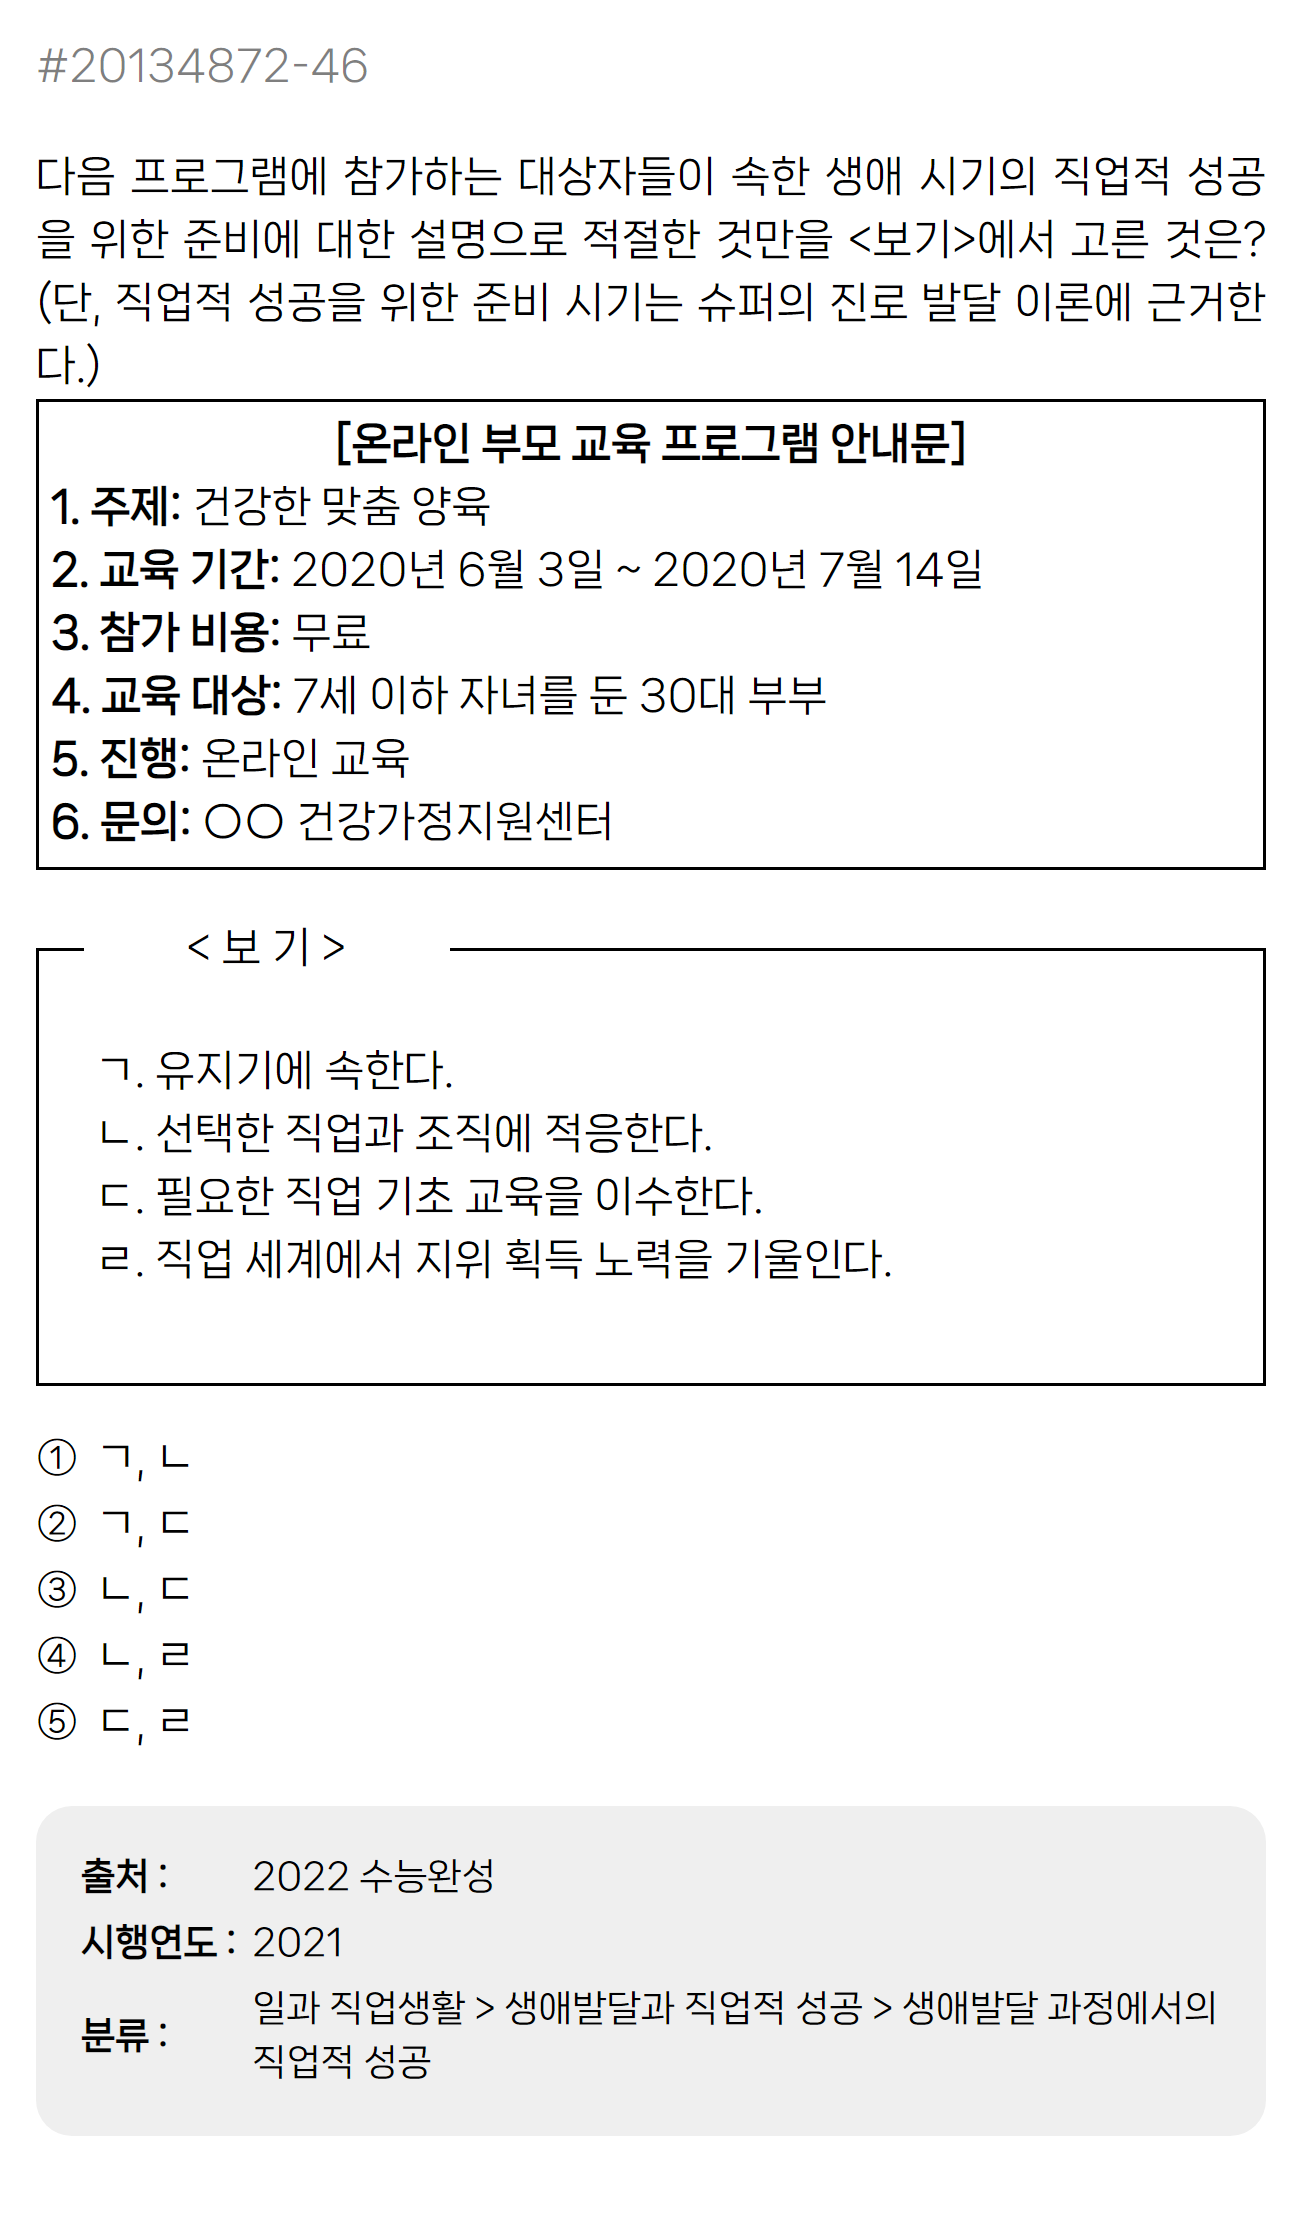 #20134872-46
다음 프로그램에 참가하는 대상자들이 속한 생애 시기의 직업적 성공
을 위한 준비에 대한 설명으로 적절한 것만을 <보기>에서 고른 것은?
(단, 직업적 성공을 위한 준비 시기는 슈퍼의 진로 발달 이론에 근거한
다.)
[온라인 부모 교육 프로그램 안내문]
1. 주제: 건강한 맞춤 양육
2. 교육 기간: 2020년 6월 3일 ~ 2020년 7월 14일
3. 참가 비용: 무료
4. 교육 대상: 7세 이하 자녀를 둔 30대 부부
5. 진행: 온라인 교육
6. 문의: ○○ 건강가정지원센터
< 보 기 >
ㄱ. 유지기에 속한다.
ㄴ. 선택한 직업과 조직에 적응한다.
ㄷ. 필요한 직업 기초 교육을 이수한다.
ㄹ. 직업 세계에서 지위 획득 노력을 기울인다.
① ㄱ, ㄴ
② ㄱ, ㄷ
③ ㄴ, ㄷ
④ ㄴ, ㄹ
⑤ ㄷ, ㄹ
출처 : 2022 수능완성
시행연도 : 2021
분류 : 일과 직업생활 > 생애발달과 직업적 성공 > 생애발달 과정에서의
직업적 성공